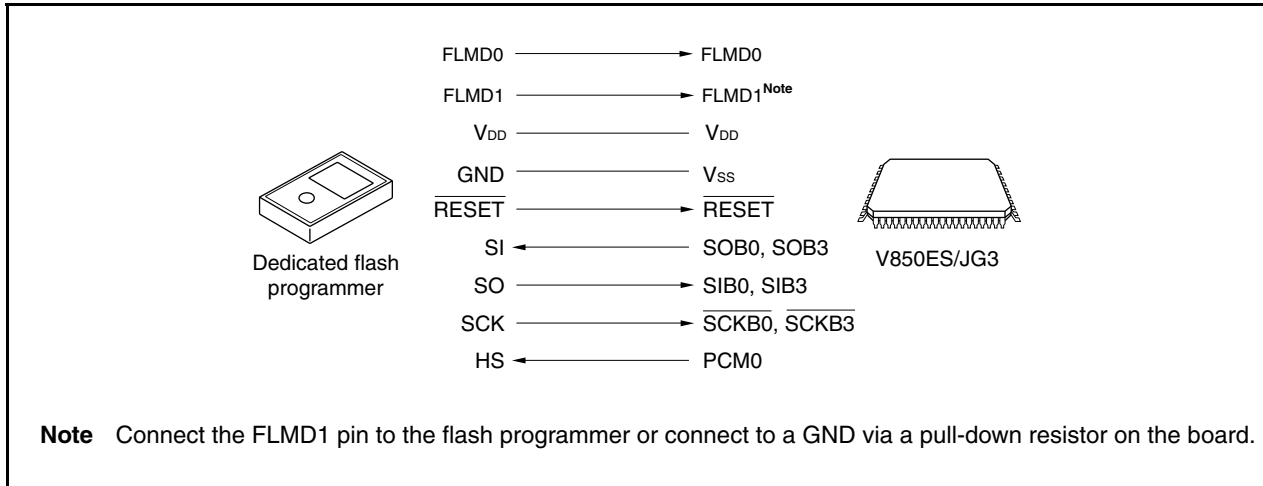 FLMD0 FLMD0
FLMD1 FLMD1Note
VDD VDD
GND VSS
RESET RESET
SI SOB0, SOB3
SO SIB0, SIB3
SCK SCKB0, SCKB3
HS PCM0
Dedicated flash
programmer
V850ES/JG3
Note Connect the FLMD1 pin to the flash programmer or connect to a GND via a pull-down resistor on the board.